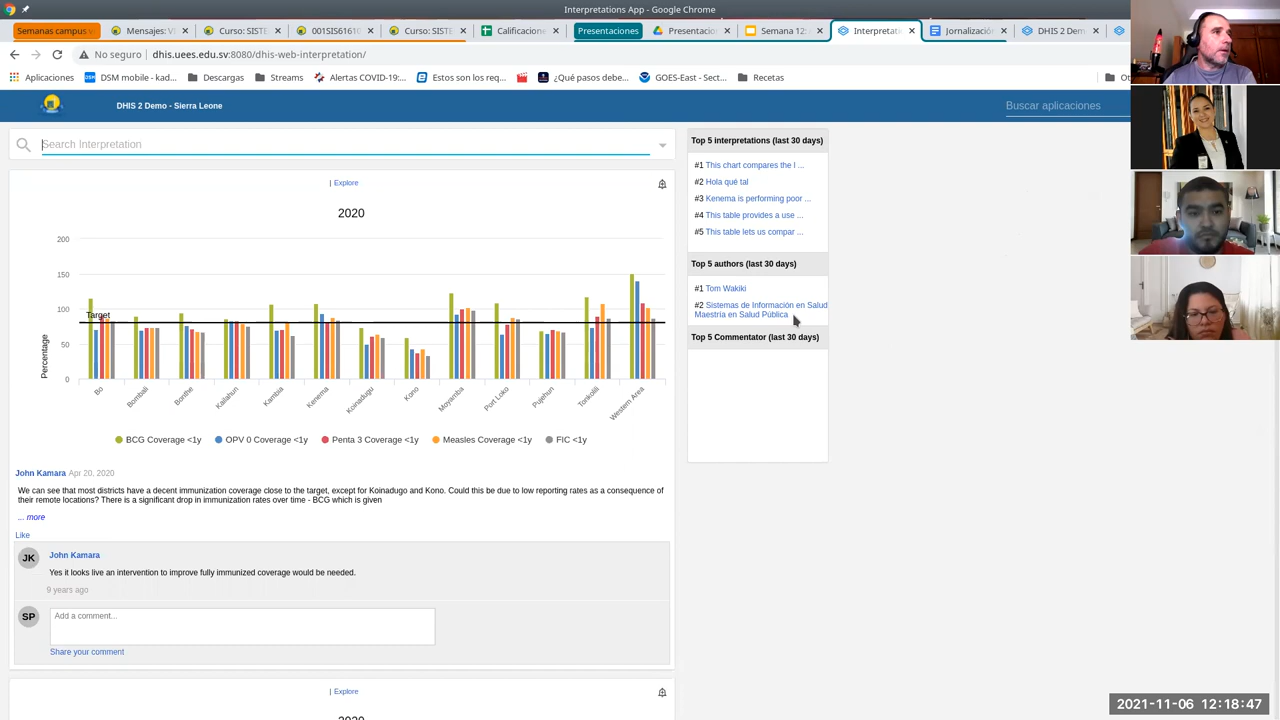 Interpretations App - Google Chrome
Semanas campus v
Mensajes: VI
Curso: SISTE
001SIS61610
Curso: SISTE
Calificacione
Presentaciones
Presentacio
Semana 12:
Interpretati
Jornalizació
DHIS 2 Dem
No seguro
dhis.uees.edu.sv:8080/dhis-web-interpretation/
Aplicaciones
DSM mobile - kad...
Descargas
Streams
Alertas COVID-19:...
Estos son los req...
¿Qué pasos debe...
GOES-East - Sect...
Recetas
Ot
DHIS 2 Demo - Sierra Leone
Buscar aplicaciones
Search Interpretation
| Explore
2020
200
150
100
50
0
Percentage
Target
Bo
Bombali
Bonthe
Kailahun
Kambia
Kenema
Koinadugu
Kono
Moyamba
Port Loko
Pujehun
Tonkolili
Western Area
BCG Coverage <1y
OPV 0 Coverage <1y
Penta 3 Coverage <1y
Measles Coverage <1y
FIC <1y
John Kamara Apr 20, 2020
We can see that most districts have a decent immunization coverage close to the target, except for Koinadugu and Kono. Could this be due to low reporting rates as a consequence of
their remote locations? There is a significant drop in immunization rates over time - BCG which is given
... more
Like
JK
John Kamara
Yes it looks live an intervention to improve fully immunized coverage would be needed.
9 years ago
SP
Add a comment...
Share your comment
| Explore
2020
Top 5 interpretations (last 30 days)
#1 This chart compares the l ...
#2 Hola qué tal
#3 Kenema is performing poor ...
#4 This table provides a use ...
#5 This table lets us compar ...
Top 5 authors (last 30 days)
#1 Tom Wakiki
#2 Sistemas de Información en Salud
Maestria en Salud Pública
Top 5 Commentator (last 30 days)
2021-11-06 12:18:47